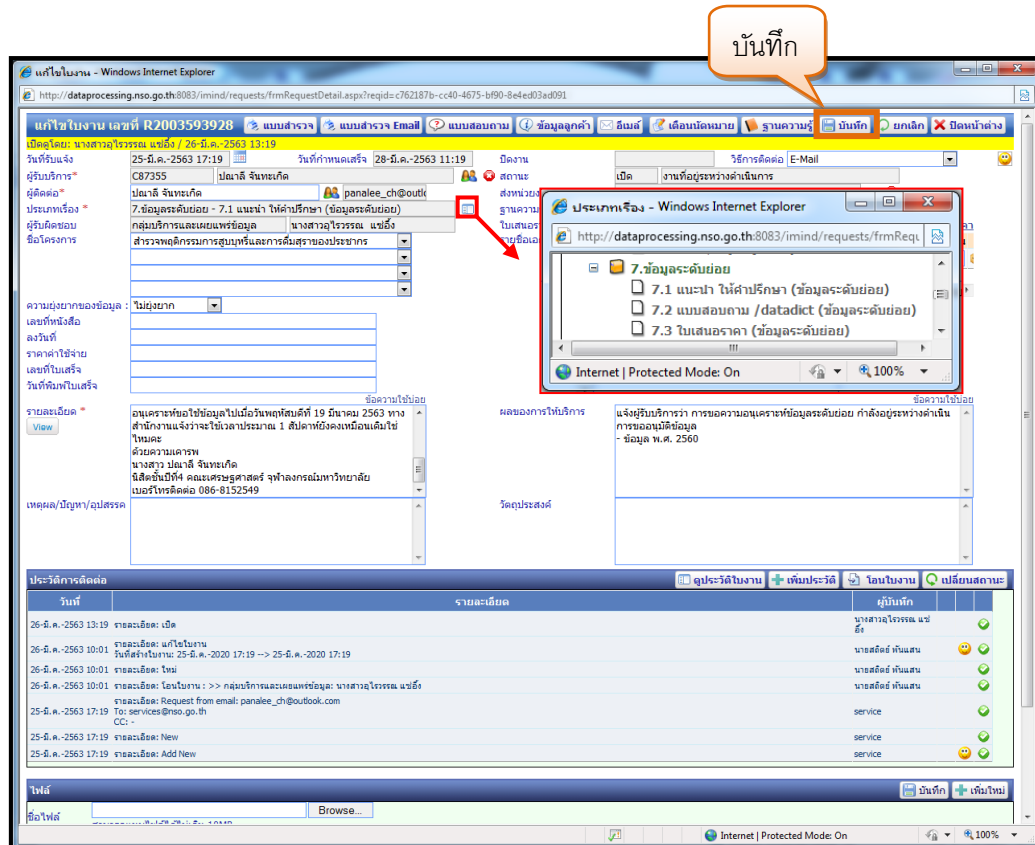 บันทึก
แก้ไขใบงาน - Windows Internet Explorer
http://dataprocessing.nso.go.th:8083/imind/requests/frmRequestDetail.aspx?reqid=c762187b-cc40-4675-bf90-8e4ed03ad091
แก้ไขใบงาน เลขที่ R2003593928 แบบสำรวจ แบบสำรวจ Email แบบสอบถาม ข้อมูลลูกค้า อีเมล์ เตือนนัดหมาย ฐานความรู้ บันทึก ยกเลิก ปิดหน้าต่าง
เปิดดูโดย: นางสาวอุไรวรรณ แซ่อึ้ง / 26-มี.ค.-2563 13:19
วันที่รับแจ้ง 25-มี.ค.-2563 17:19 วันที่กำหนดเสร็จ 28-มี.ค.-2563 11:19 ปิดงาน วิธีการติดต่อ E-Mail
ผู้รับบริการ* C87355 ปณาลี จันทะเกิด สถานะ เปิด งานที่อยู่ระหว่างดำเนินการ
ผู้ติดต่อ* ปณาลี จันทะเกิด panalee_ch@outl ส่งหน่วยง
ประเภทเรื่อง * 7.ข้อมูลระดับย่อย - 7.1 แนะนำ ให้คำปรึกษา (ข้อมูลระดับย่อย) ฐานความ
ผู้รับผิดชอบ กลุ่มบริการและเผยแพร่ข้อมูล นางสาวอุไรวรรณ แซ่อึ้ง ใบเสนอร
ชื่อโครงการ สำรวจพฤติกรรมการสูบบุหรี่และการดื่มสุราของประชากร รายชื่อเอ
ประเภทเรื่อง - Windows Internet Explorer
http://dataprocessing.nso.go.th:8083/imind/requests/frmRequ
7.ข้อมูลระดับย่อย
7.1 แนะนำ ให้คำปรึกษา (ข้อมูลระดับย่อย)
7.2 แบบสอบถาม /datadict (ข้อมูลระดับย่อย)
7.3 ใบเสนอราคา (ข้อมูลระดับย่อย)
Internet | Protected Mode: On 100%
ความยุ่งยากของข้อมูล : ไม่ยุ่งยาก
เลขที่หนังสือ
ลงวันที่
ราคาค่าใช้จ่าย
เลขที่ใบเสร็จ
วันที่พิมพ์ใบเสร็จ
ข้อความใช้บ่อย ข้อความใช้บ่อย
รายละเอียด *
View
อนุเคราะห์ขอใช้ข้อมูลไปเมื่อวันพฤหัสบดีที่ 19 มีนาคม 2563 ทาง
สำนักงานแจ้งว่าจะใช้เวลาประมาณ 1 สัปดาห์ยังคงเหมือนเดิมใช่
ไหมคะ
ด้วยความเคารพ
นางสาว ปณาลี จันทะเกิด
นิสิตชั้นปีที่4 คณะเศรษฐศาสตร์ จุฬาลงกรณ์มหาวิทยาลัย
เบอร์โทรติดต่อ 086-8152549
ผลของการให้บริการ
แจ้งผู้รับบริการว่า การขอความอนุเคราะห์ข้อมูลระดับย่อย กำลังอยู่ระหว่างดำเนิน
การขออนุมัติข้อมูล
- ข้อมูล พ.ศ. 2560
เหตุผล/ปัญหา/อุปสรรค วัตถุประสงค์
ประวัติการติดต่อ ดูประวัติใบงาน เพิ่มประวัติ โอนใบงาน เปลี่ยนสถานะ
วันที่ รายละเอียด ผู้บันทึก
26-มี.ค.-2563 13:19 รายละเอียด: เปิด นางสาวอุไรวรรณ แซ่
อึ้ง
26-มี.ค.-2563 10:01 รายละเอียด: แก้ไขใบงาน นายสถิตย์ พันแสน
วันที่สร้างใบงาน: 25-มี.ค.-2020 17:19 --> 25-มี.ค.-2020 17:19
26-มี.ค.-2563 10:01 รายละเอียด: ใหม่ นายสถิตย์ พันแสน
26-มี.ค.-2563 10:01 รายละเอียด: โอนใบงาน : >> กลุ่มบริการและเผยแพร่ข้อมูล: นางสาวอุไรวรรณ แซ่อึ้ง นายสถิตย์ พันแสน
25-มี.ค.-2563 17:19 รายละเอียด: Request from email: panalee_ch@outlook.com service
To: services@nso.go.th
CC: -
25-มี.ค.-2563 17:19 รายละเอียด: New service
25-มี.ค.-2563 17:19 รายละเอียด: Add New service
ไฟล์ บันทึก เพิ่มใหม่
ชื่อไฟล์ Browse...
Internet | Protected Mode: On 100%